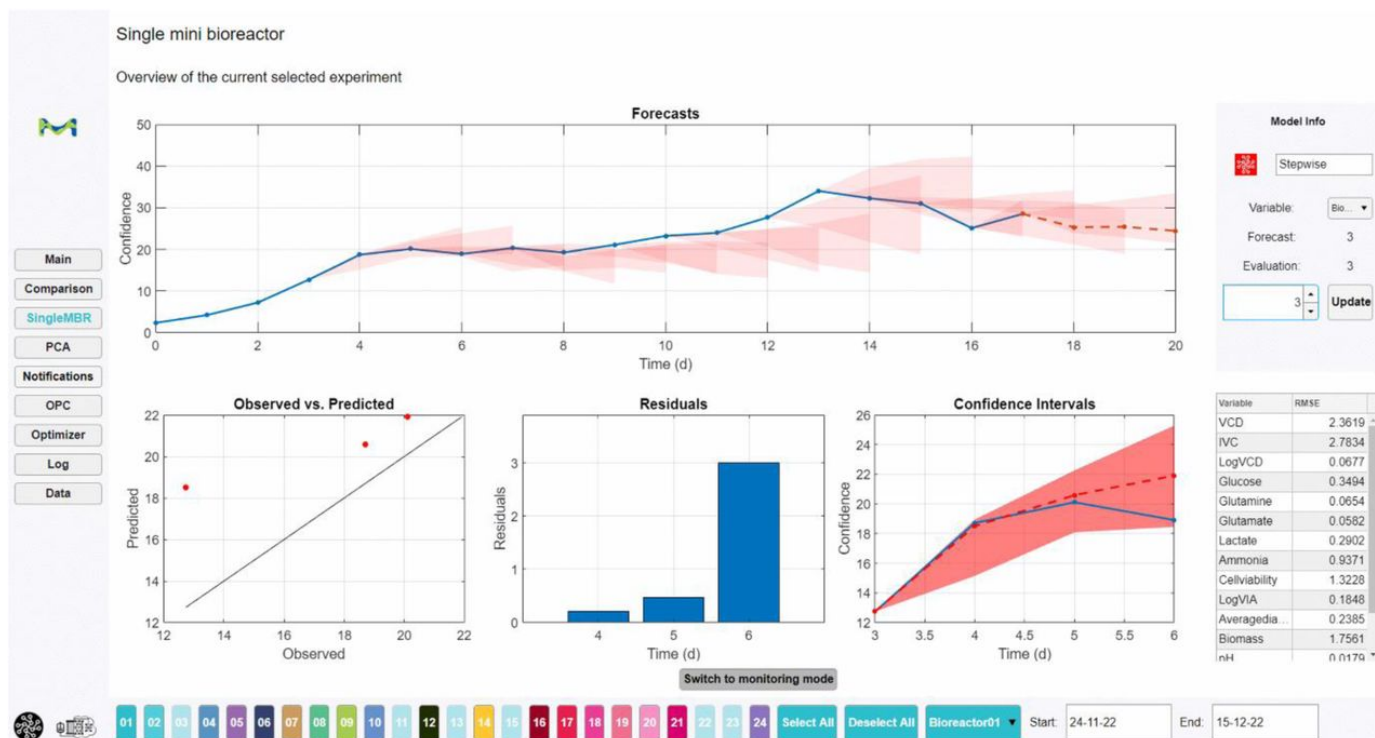 Single mini bioreactor
Overview of the current selected experiment
Forecasts
50
40
30
20
10
0
Confidence
0 2 4 6 8 10 12 14 16 18 20
Time (d)
Model Info
Stepwise
Variable: Bio... ▼
Forecast: 3
Evaluation: 3
3 Update
Main
Comparison
SingleMBR
PCA
Notifications
OPC
Optimizer
Log
Data
Observed vs. Predicted
22
20
18
16
14
12
Predicted
12 14 16 18 20 22
Observed
Residuals
3
2
1
0
Residuals
4 5 6
Time (d)
Confidence Intervals
26
24
22
20
18
16
14
12
Confidence
3 3.5 4 4.5 5 5.5 6
Time (d)
Variable RMSE
VCD 2.3619
IVC 2.7834
LogVCD 0.0677
Glucose 0.3494
Glutamine 0.0654
Glutamate 0.0582
Lactate 0.2902
Ammonia 0.9371
Cellviability 1.3228
LogVIA 0.1848
Averagedia... 0.2385
Biomass 1.7561
pH 0.0179
Switch to monitoring mode
01 02 03 04 05 06 07 08 09 10 11 12 13 14 15 16 17 18 19 20 21 22 23 24 Select All Deselect All Bioreactor01 ▼ Start: 24-11-22 End: 15-12-22